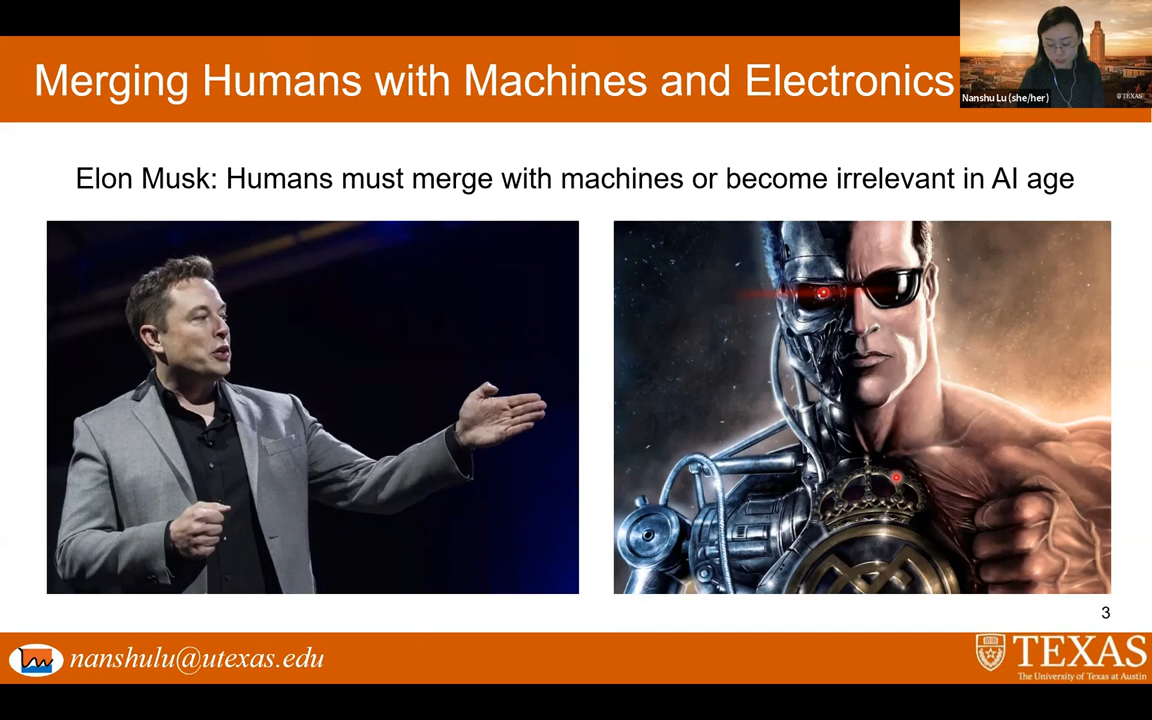 Merging Humans with Machines and Electronics
Nanshu Lu (she/her)
TEXAS
Elon Musk: Humans must merge with machines or become irrelevant in AI age
3
nanshulu@utexas.edu
TEXAS
The University of Texas at Austin